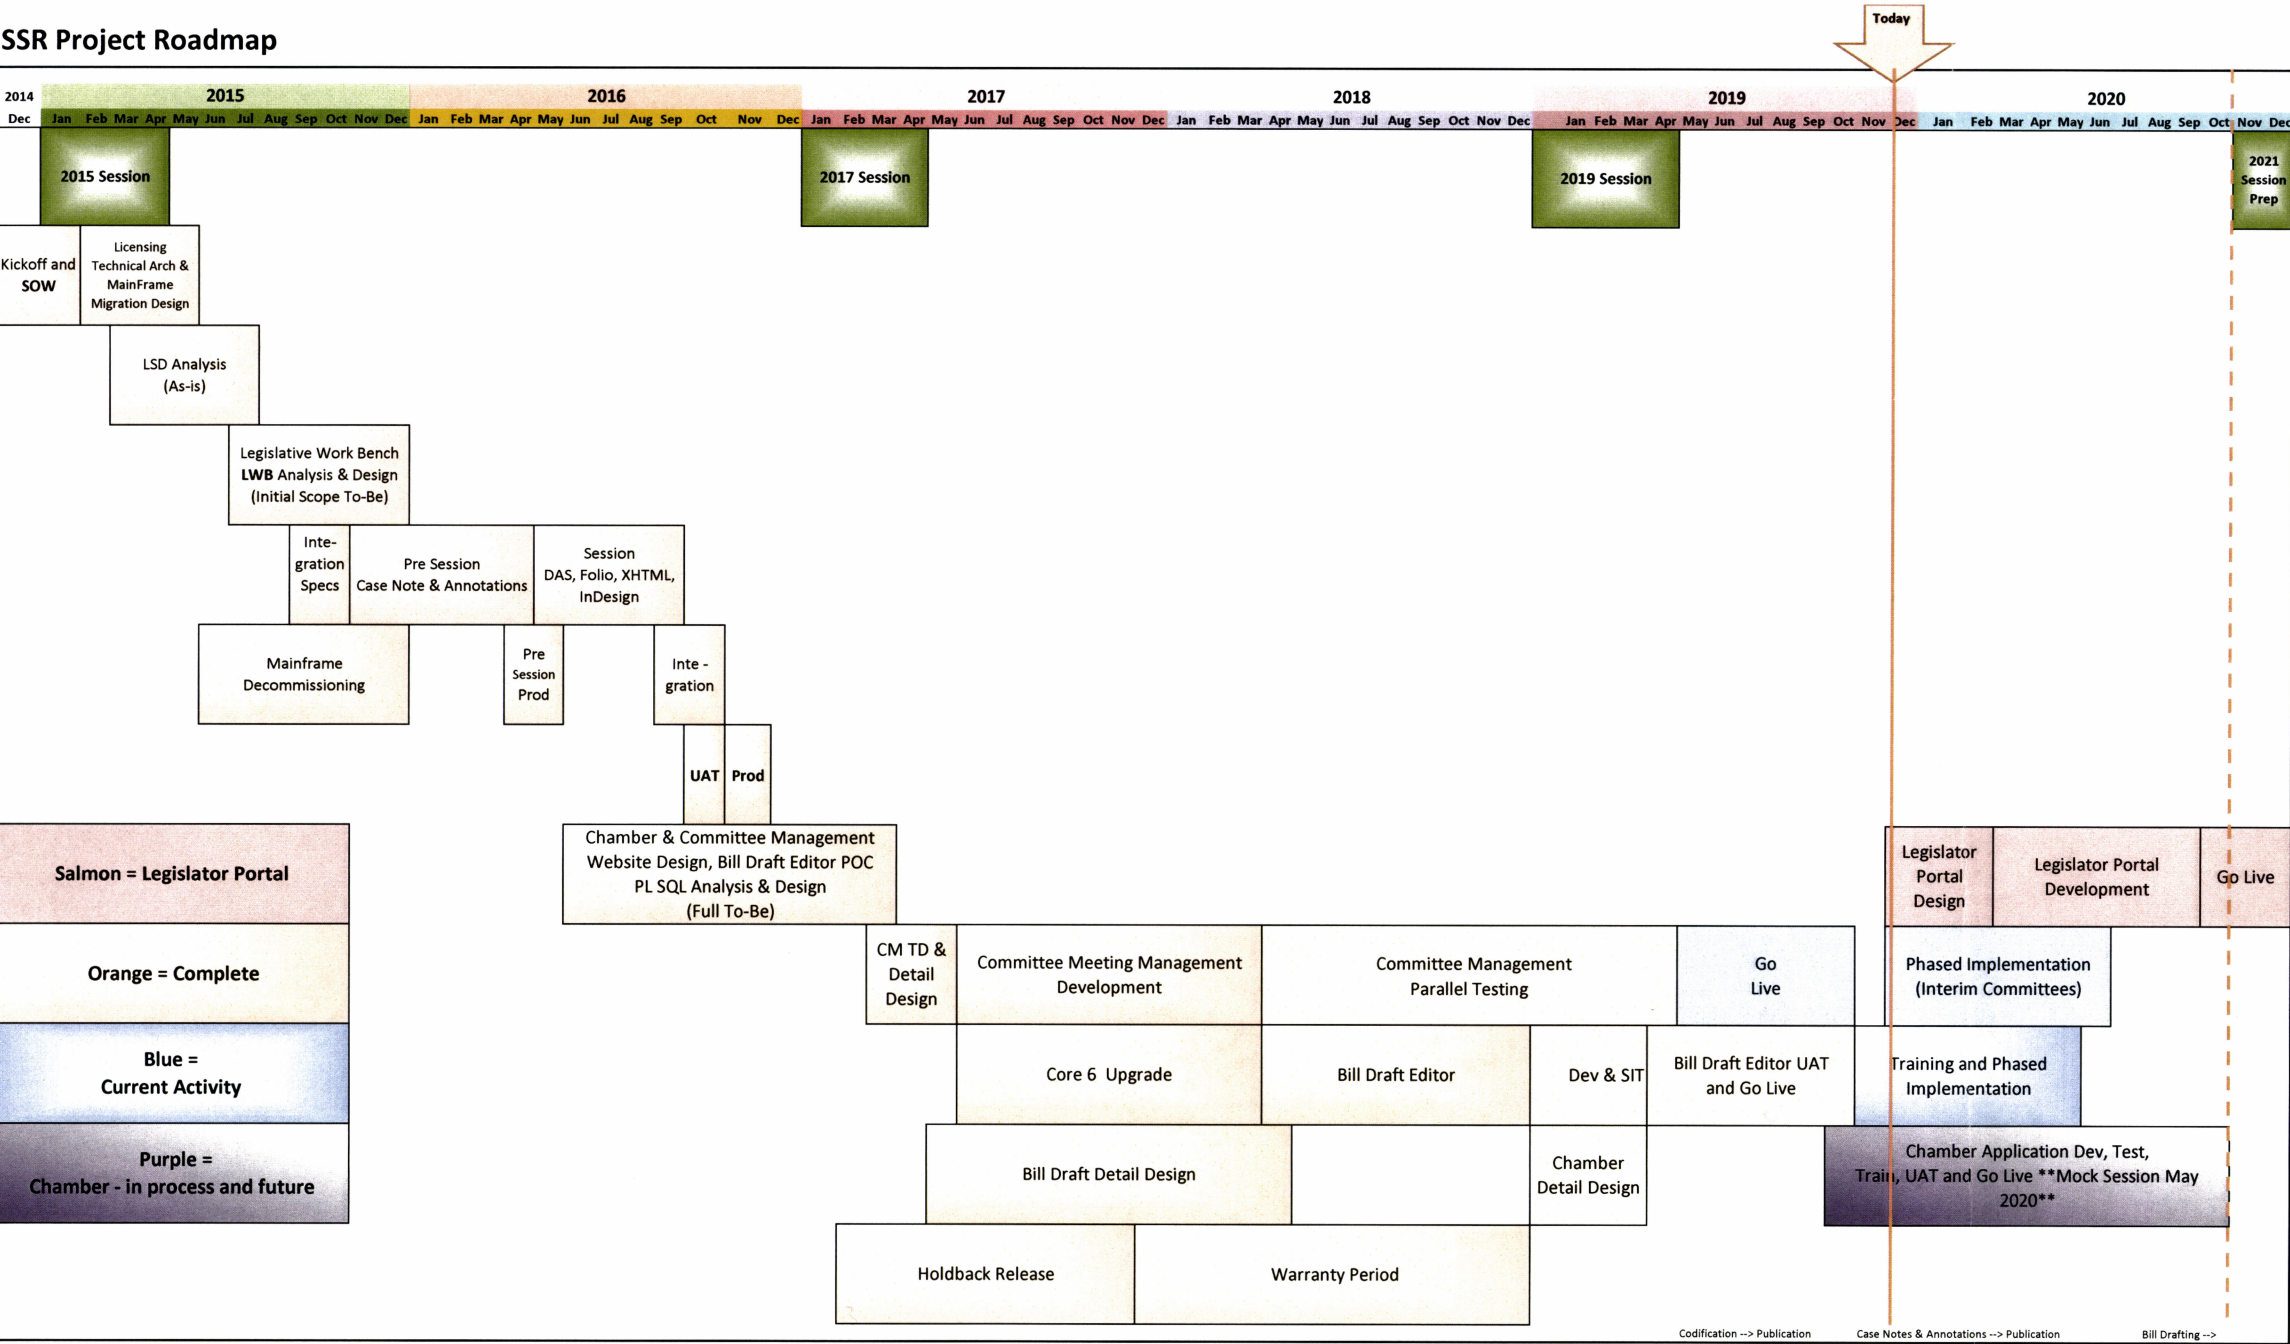 Today
SSR Project Roadmap
2014 2015 2016 2017 2018 2019 2020
Dec Jan Feb Mar Apr May Jun Jul Aug Sep Oct Nov Dec Jan Feb Mar Apr May Jun Jul Aug Sep Oct Nov Dec Jan Feb Mar Apr May Jun Jul Aug Sep Oct Nov Dec Jan Feb Mar Apr May Jun Jul Aug Sep Oct Nov Dec Jan Feb Mar Apr May Jun Jul Aug Sep Oct Nov Dec Jan Feb Mar Apr May Jun Jul Aug Sep Oct Nov Dec
2015 Session
2017 Session
2019 Session
2021
Session
Prep
Kickoff and
SOW
Licensing
Technical Arch &
MainFrame
Migration Design
LSD Analysis
(As-is)
Legislative Work Bench
LWB Analysis & Design
(Initial Scope To-Be)
Inte-
gration
Specs
Pre Session
Case Note & Annotations
Session
DAS, Folio, XHTML,
InDesign
Mainframe
Decommissioning
Pre
Session
Prod
Inte -
gration
UAT
Prod
Salmon = Legislator Portal
Chamber & Committee Management
Website Design, Bill Draft Editor POC
PL SQL Analysis & Design
(Full To-Be)
Legislator
Portal
Design
Legislator Portal
Development
Go Live
Orange = Complete
CM TD &
Detail
Design
Committee Meeting Management
Development
Committee Management
Parallel Testing
Go
Live
Phased Implementation
(Interim Committees)
Blue =
Current Activity
Core 6 Upgrade
Bill Draft Editor
Dev & SIT
Bill Draft Editor UAT
and Go Live
Training and Phased
Implementation
Purple =
Chamber - in process and future
Bill Draft Detail Design
Chamber
Detail Design
Chamber Application Dev, Test,
Train, UAT and Go Live **Mock Session May
2020**
Holdback Release
Warranty Period
Codification --> Publication
Case Notes & Annotations --> Publication
Bill Drafting -->